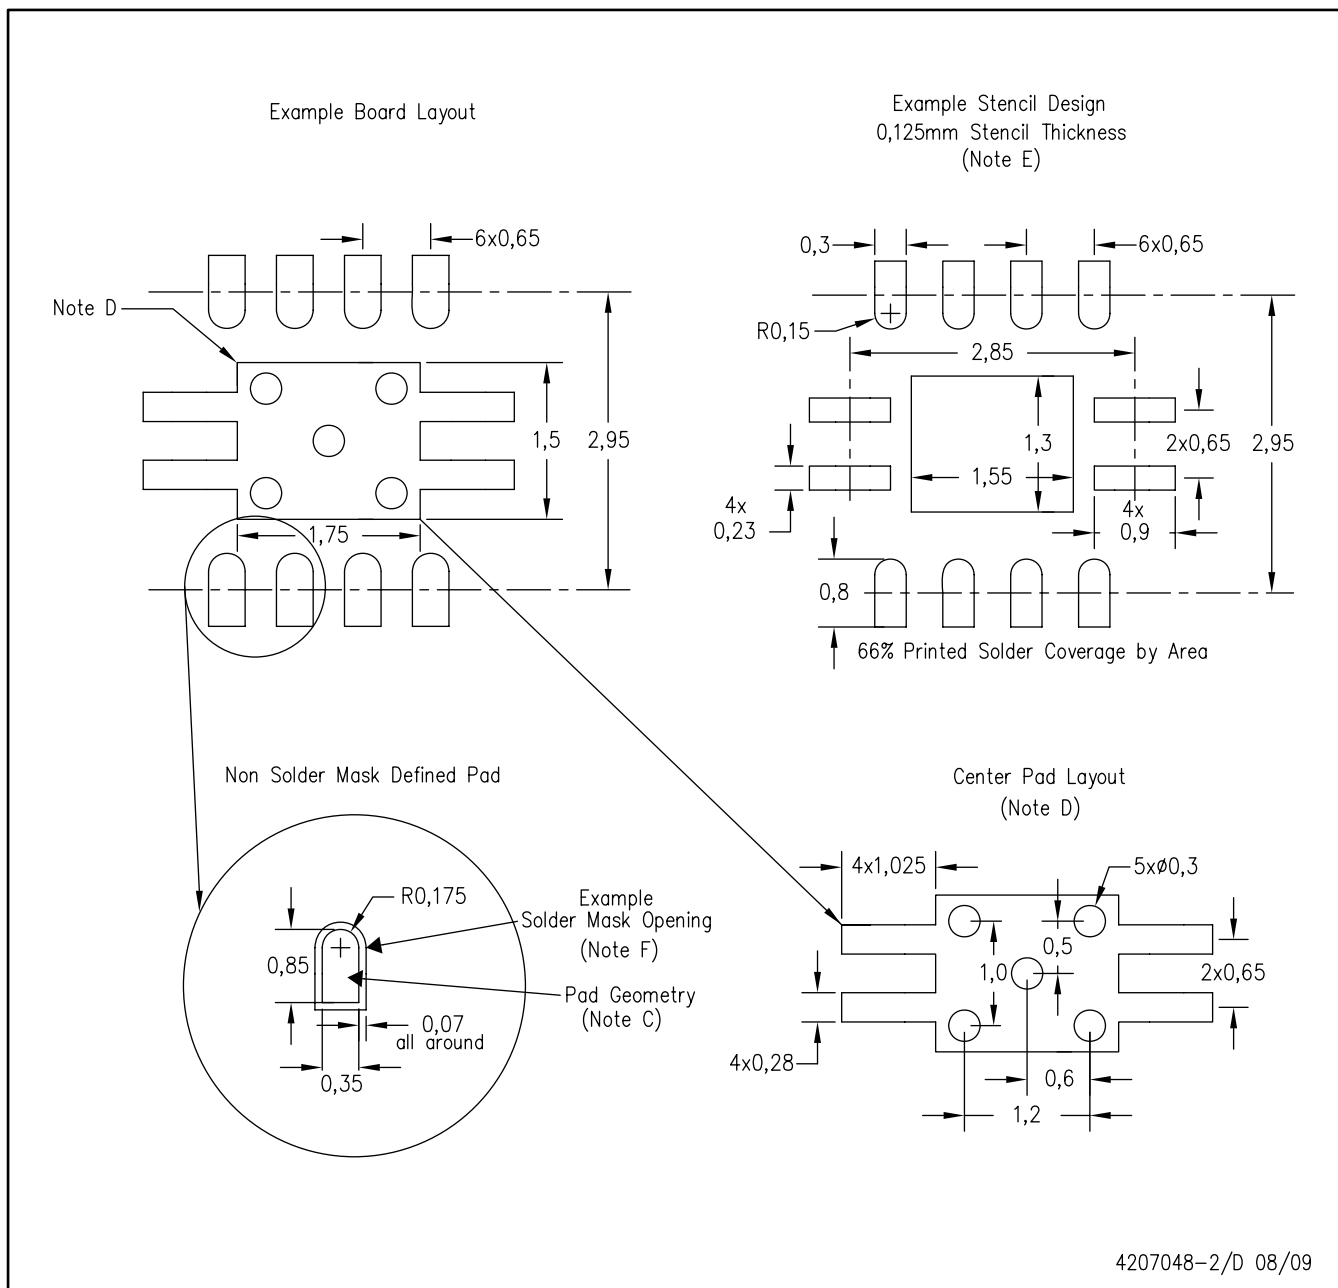 Example Board Layout
6x0,65
Note D
1,5
2,95
1,75
Example Stencil Design
0,125mm Stencil Thickness
(Note E)
0,3
6x0,65
R0,15
2,85
1,3
2x0,65
2,95
1,55
4x
0,23
4x
0,9
0,8
66% Printed Solder Coverage by Area
Non Solder Mask Defined Pad
R0,175
Example
Solder Mask Opening
(Note F)
0,85
Pad Geometry
(Note C)
0,07
all around
0,35
Center Pad Layout
(Note D)
4x1,025
5xø0,3
0,5
1,0
2x0,65
4x0,28
0,6
1,2
4207048-2/D 08/09